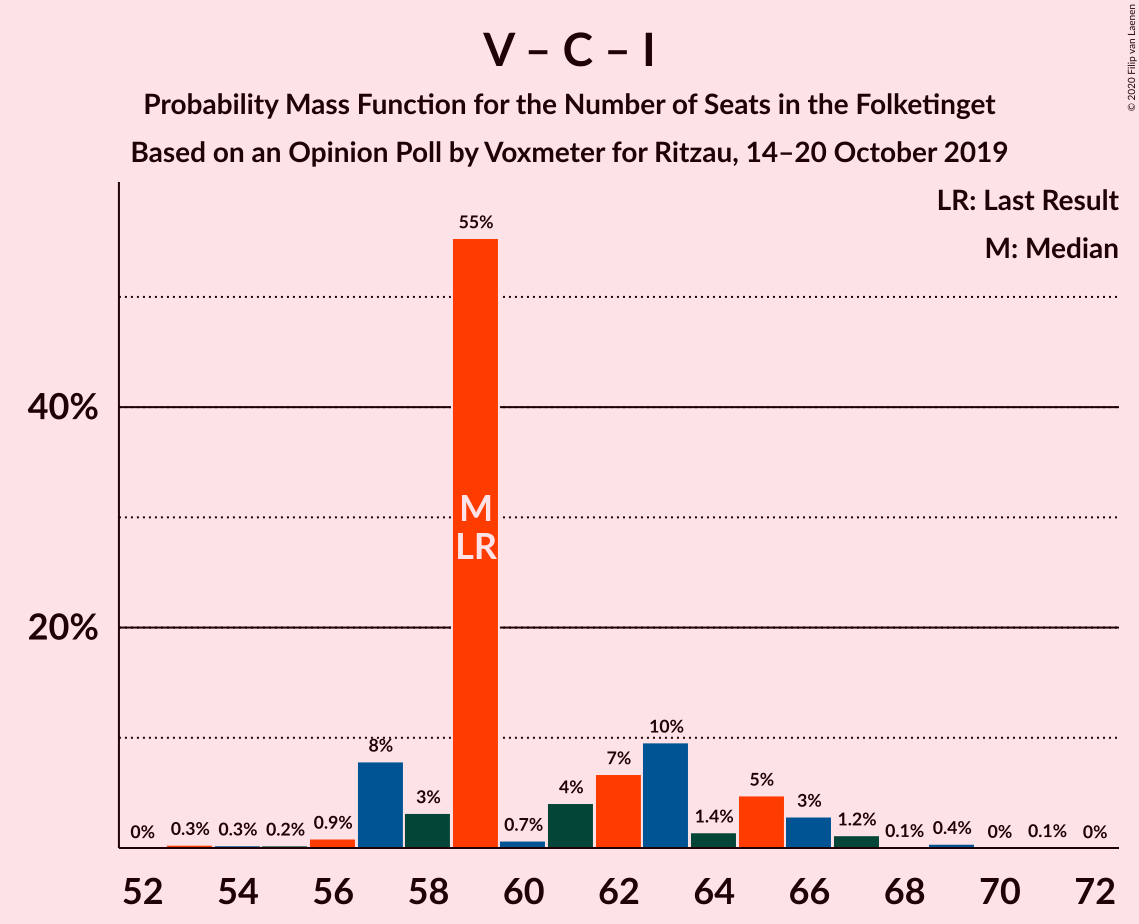 V – C – I
Probability Mass Function for the Number of Seats in the Folketinget
Based on an Opinion Poll by Voxmeter for Ritzau, 14–20 October 2019
© 2020 Filip van Laenen
LR: Last Result
M: Median
40%
20%
0%
0.3%
0.3%
0.2%
0.9%
8%
3%
55%
M
LR
0.7%
4%
7%
10%
1.4%
5%
3%
1.2%
0.1%
0.4%
0%
0.1%
0%
52 54 56 58 60 62 64 66 68 70 72